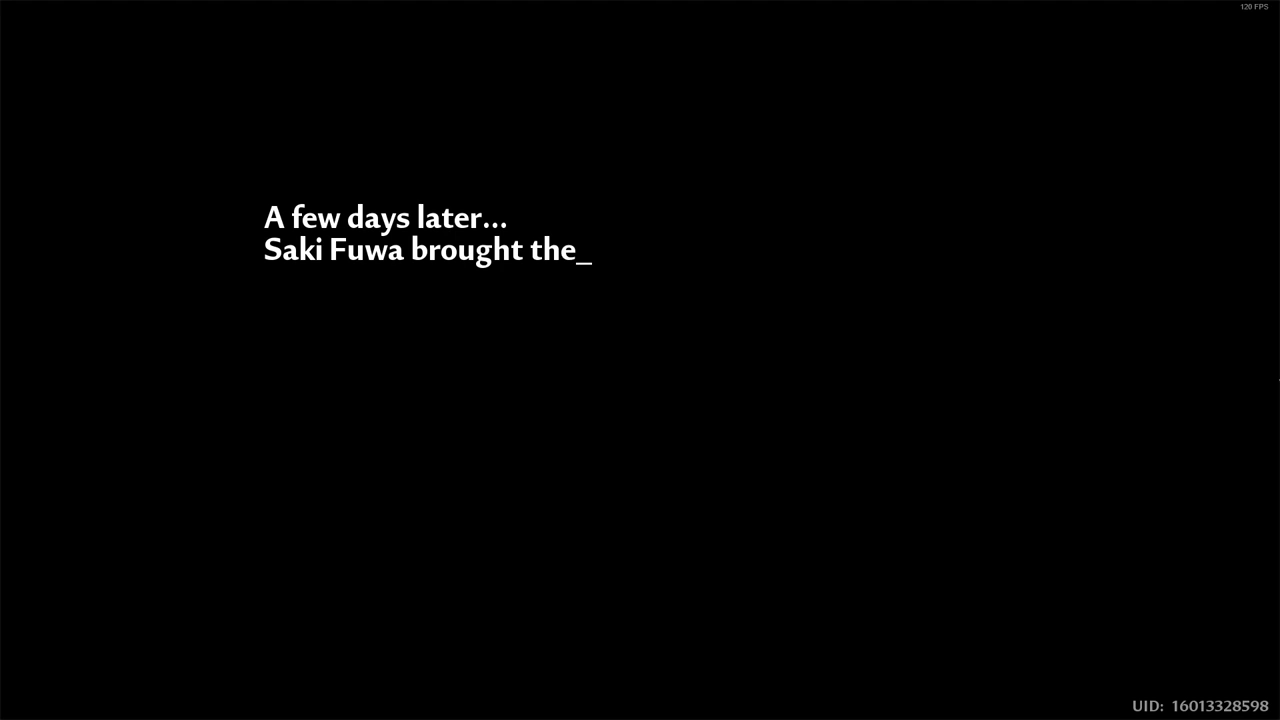 120 FPS
A few days later...
Saki Fuwa brought the_
UID: 16013328598